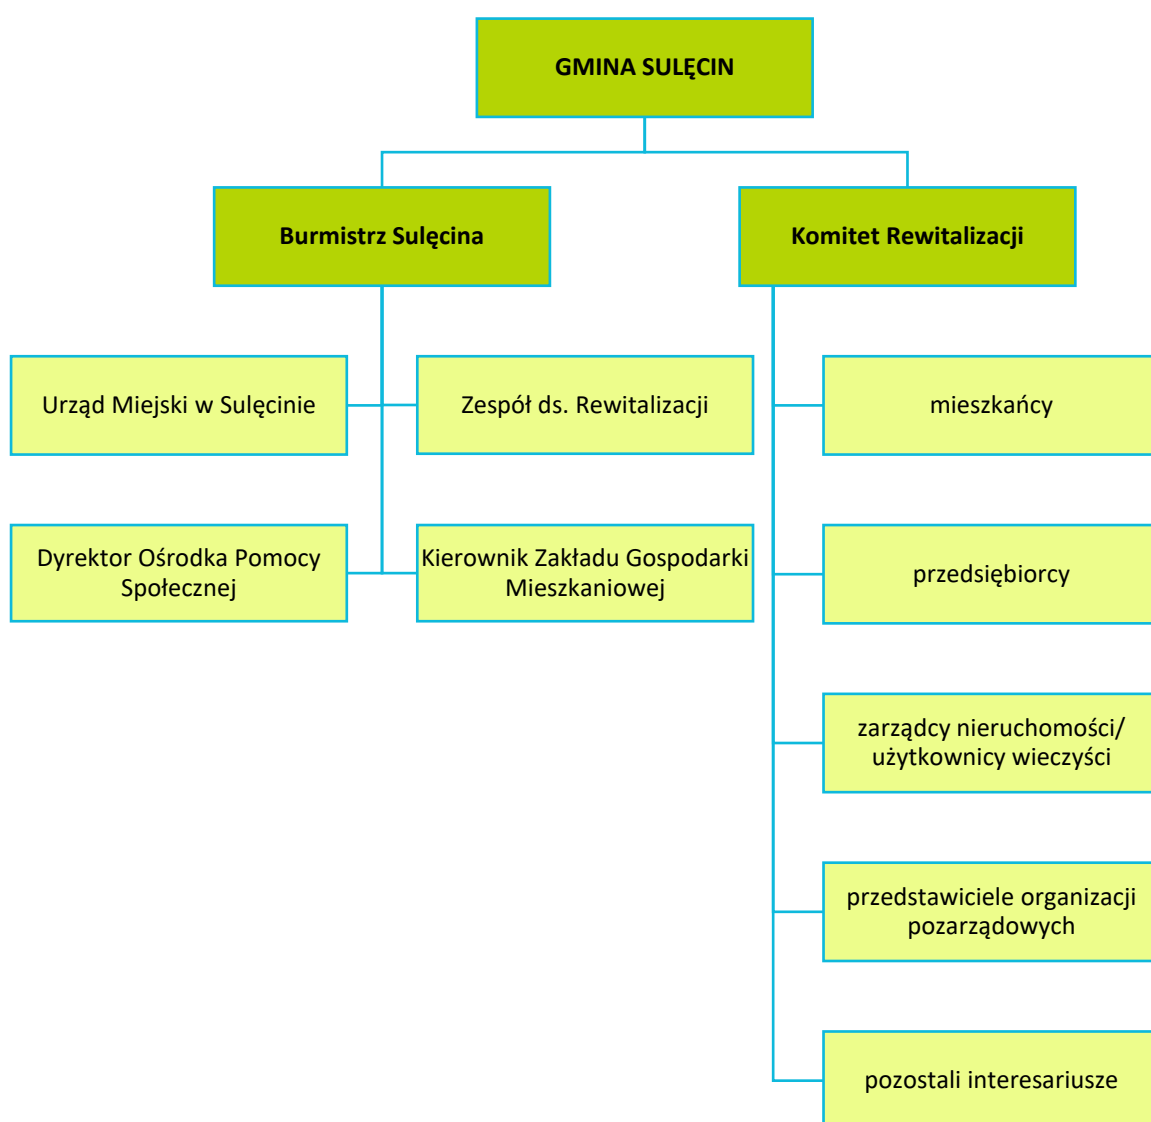 GMINA SULĘCIN
Burmistrz Sulęcina
Komitet Rewitalizacji
Urząd Miejski w Sulęcinie
Zespół ds. Rewitalizacji
mieszkańcy
Dyrektor Ośrodka Pomocy
Społecznej
Kierownik Zakładu Gospodarki
Mieszkaniowej
przedsiębiorcy
zarządcy nieruchomości/
użytkownicy wieczyści
przedstawiciele organizacji
pozarządowych
pozostali interesariusze